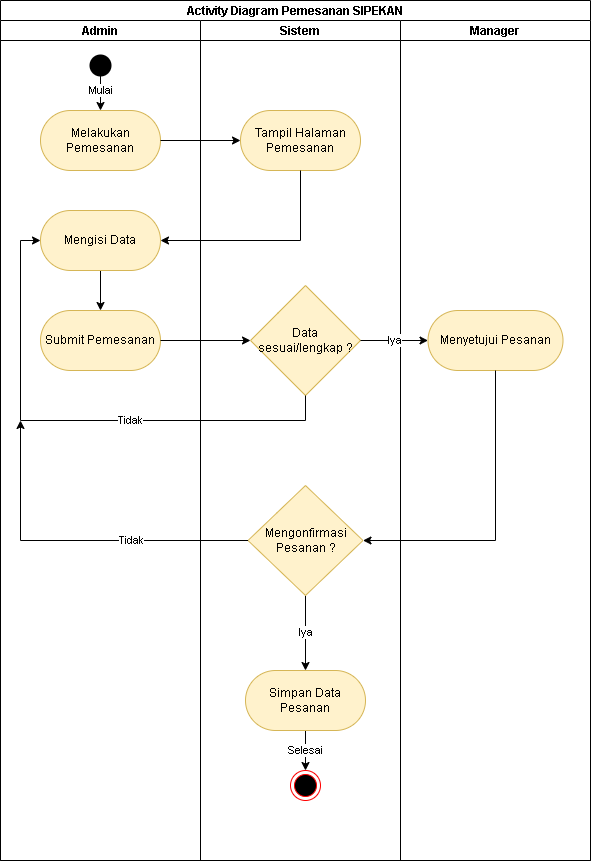 Activity Diagram Pemesanan SIPEKAN
Admin
Sistem
Manager
Mulai
Melakukan
Pemesanan
Tampil Halaman
Pemesanan
Mengisi Data
Submit Pemesanan
Data
sesuai/lengkap ?
Iya
Menyetujui Pesanan
Tidak
Mengonfirmasi
Pesanan ?
Tidak
Iya
Simpan Data
Pesanan
Selesai